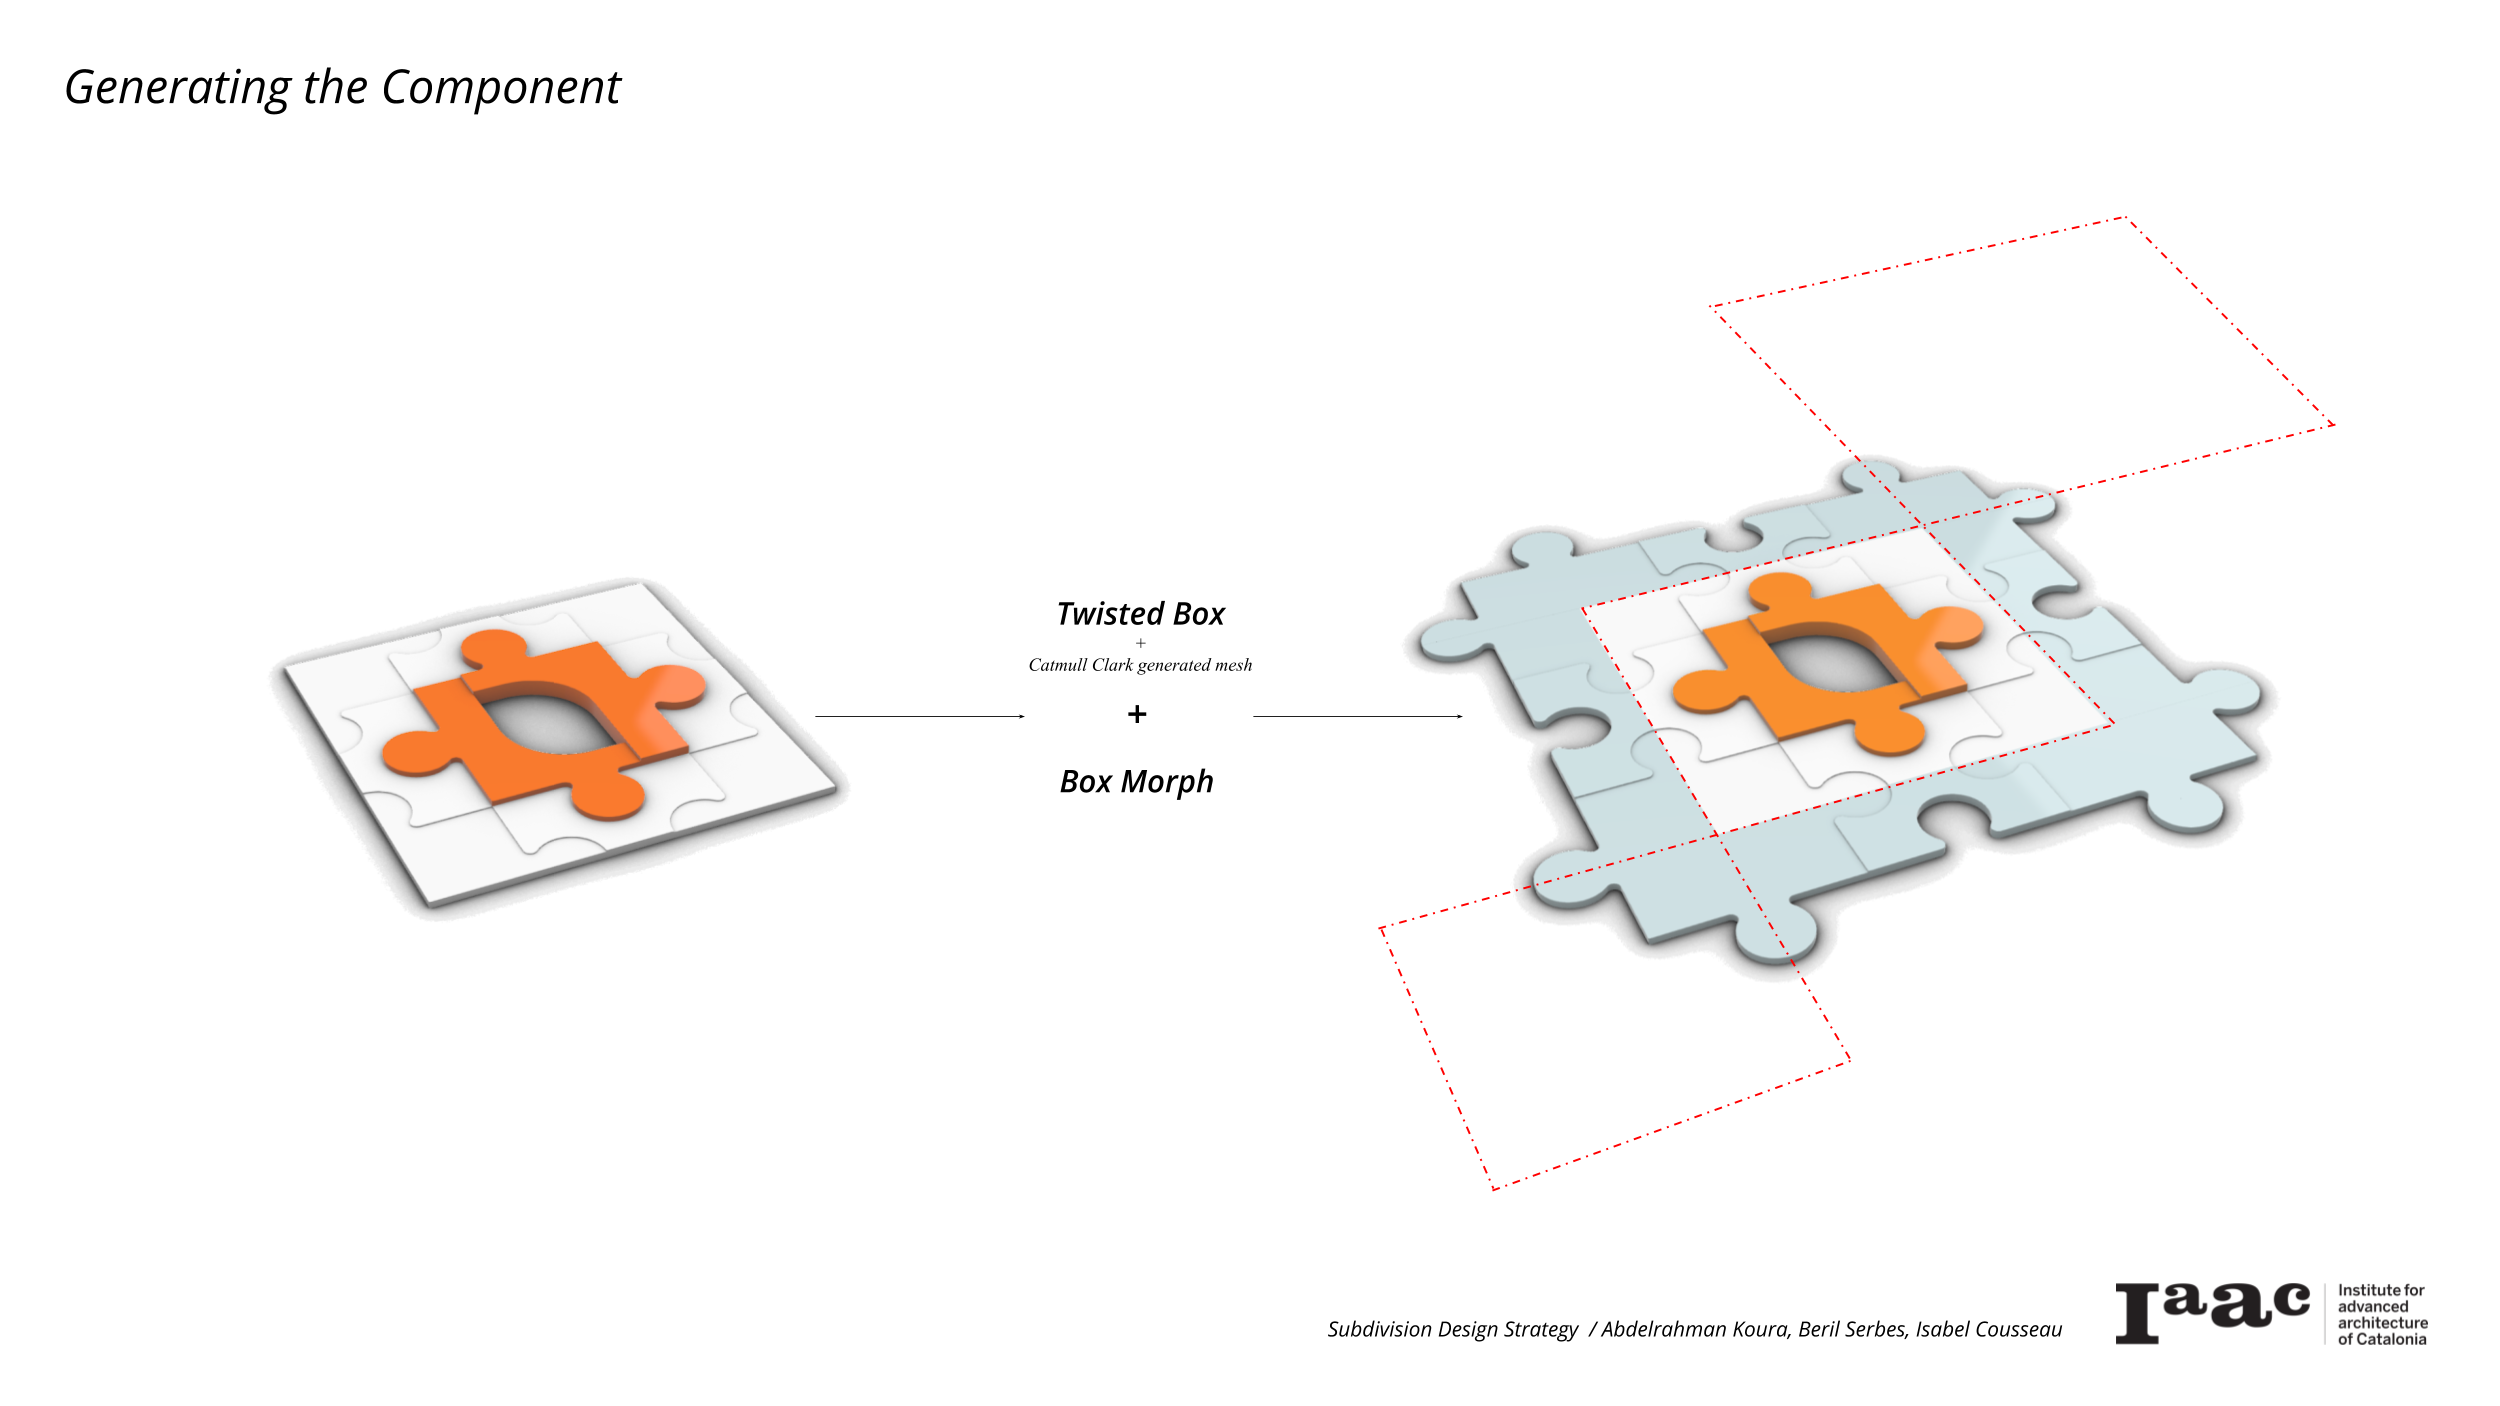 Generating the Component
Twisted Box
+
Catmull Clark generated mesh
+
Box Morph
Subdivision Design Strategy / Abdelrahman Koura, Beril Serbes, Isabel Cousseau
Iaac
Institute for
advanced
architecture
of Catalonia